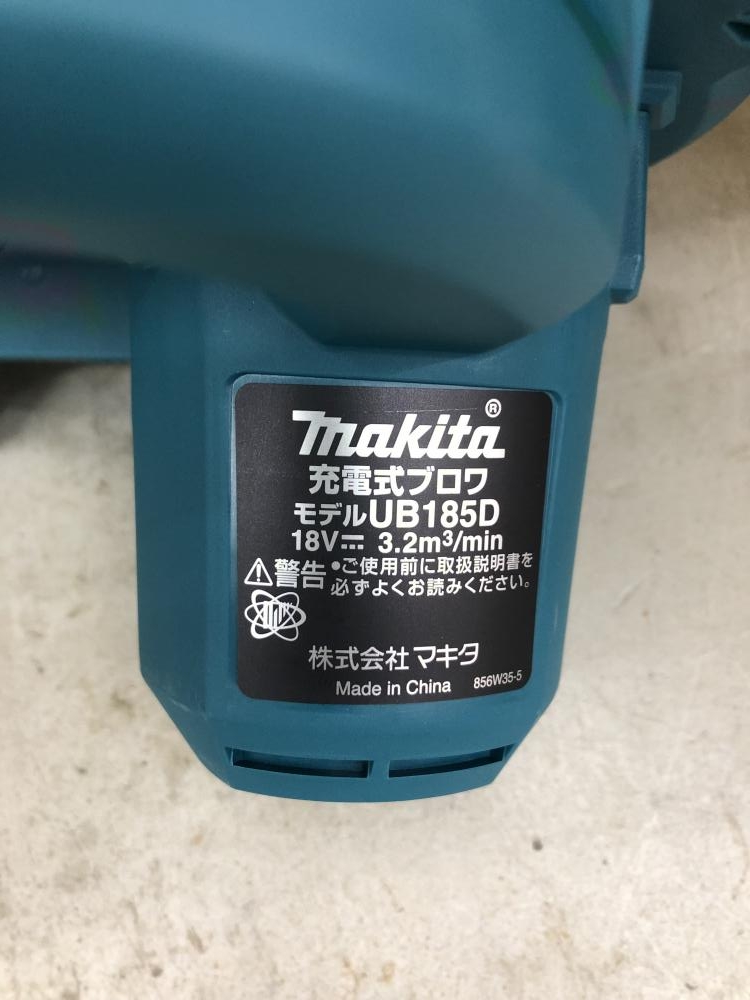 makita®
充電式ブロワ
モデルUB185D
18V⎓ 3.2m³/min
⚠警告 •ご使用前に取扱説明書を
必ずよくお読みください。
株式会社マキタ
Made in China 856W35-5